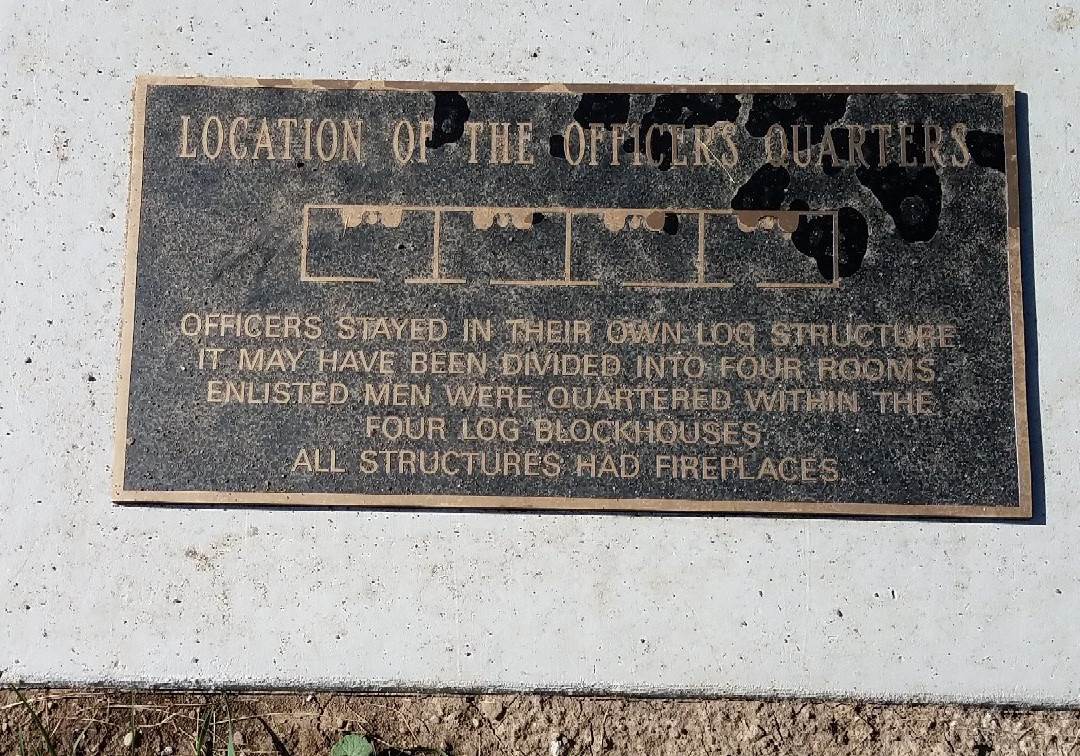 LOCATION OF THE OFFICERS QUARTERS
OFFICERS STAYED IN THEIR OWN LOG STRUCTURE
IT MAY HAVE BEEN DIVIDED INTO FOUR ROOMS
ENLISTED MEN WERE QUARTERED WITHIN THE
FOUR LOG BLOCKHOUSES
ALL STRUCTURES HAD FIREPLACES